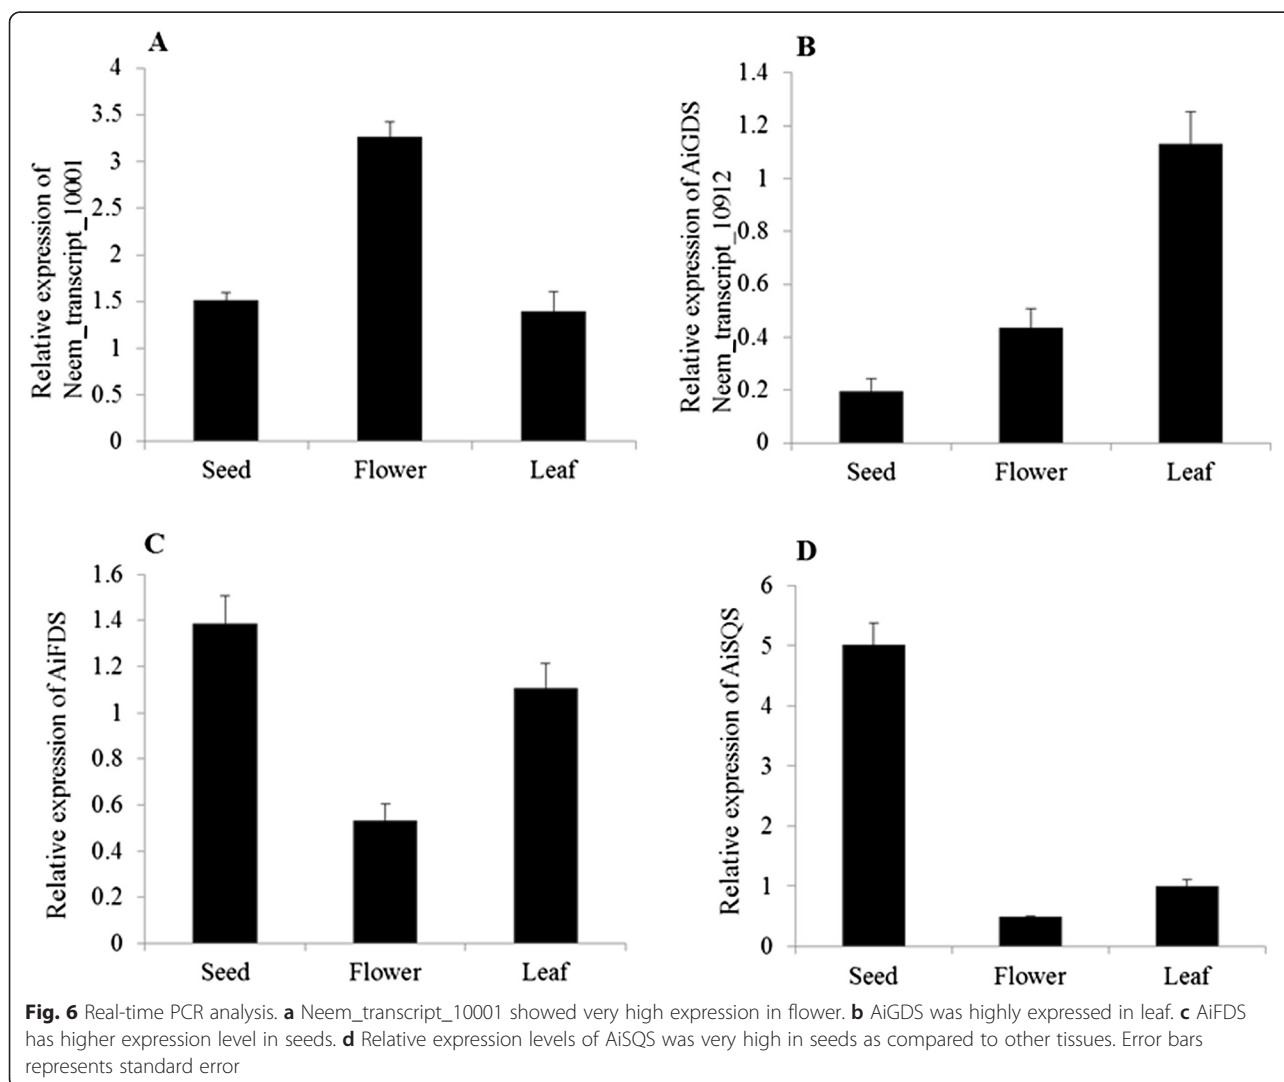 A
Relative expression of
Neem_transcript_10001
4
3.5
3
2.5
2
1.5
1
0.5
0
Seed Flower Leaf
B
Relative expression of AiGDS
Neem_transcript_10912
1.4
1.2
1
0.8
0.6
0.4
0.2
0
Seed Flower Leaf
C
Relative expression of AiFDS
1.6
1.4
1.2
1
0.8
0.6
0.4
0.2
0
Seed Flower Leaf
D
Relative expression of AiSQS
6
5
4
3
2
1
0
Seed Flower Leaf
Fig. 6 Real-time PCR analysis. a Neem_transcript_10001 showed very high expression in flower. b AiGDS was highly expressed in leaf. c AiFDS
has higher expression level in seeds. d Relative expression levels of AiSQS was very high in seeds as compared to other tissues. Error bars
represents standard error